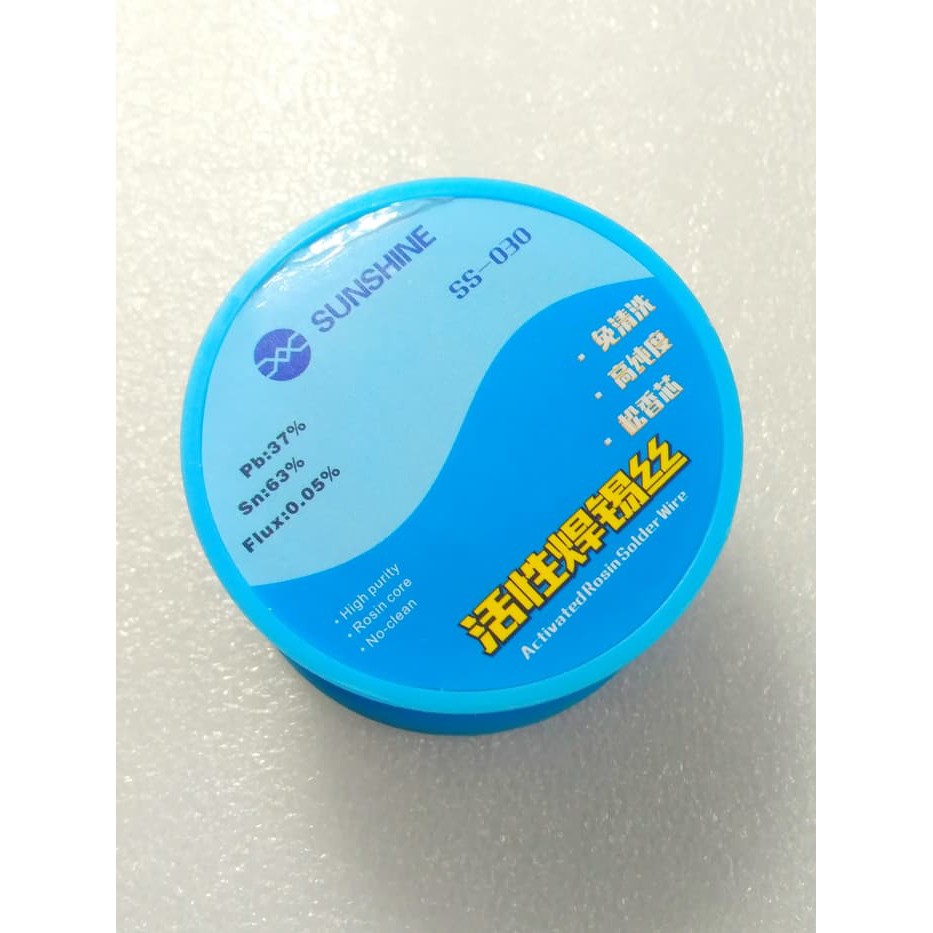 SUNSHINE
SS-030
Pb:37%
Sn:63%
Flux:0.05%
· 免清洗
· 高纯度
· 松香芯
活性焊锡丝
Activated Rosin Solder Wire
• High purity
• Rosin core
• No-clean